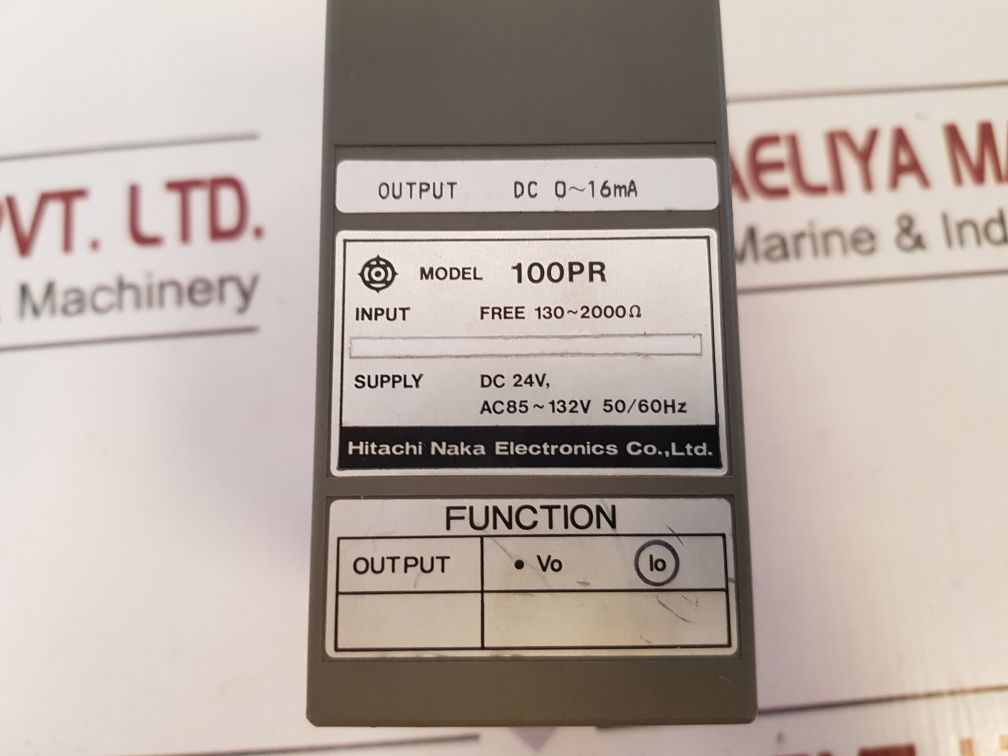 OUTPUT DC 0~16mA
MODEL 100PR
INPUT FREE 130~2000Ω
SUPPLY DC 24V,
AC85~132V 50/60Hz
Hitachi Naka Electronics Co.,Ltd.
FUNCTION
OUTPUT • Vo Io
PVT. LTD.
& Machinery
AELIYA MA
Marine & Ind